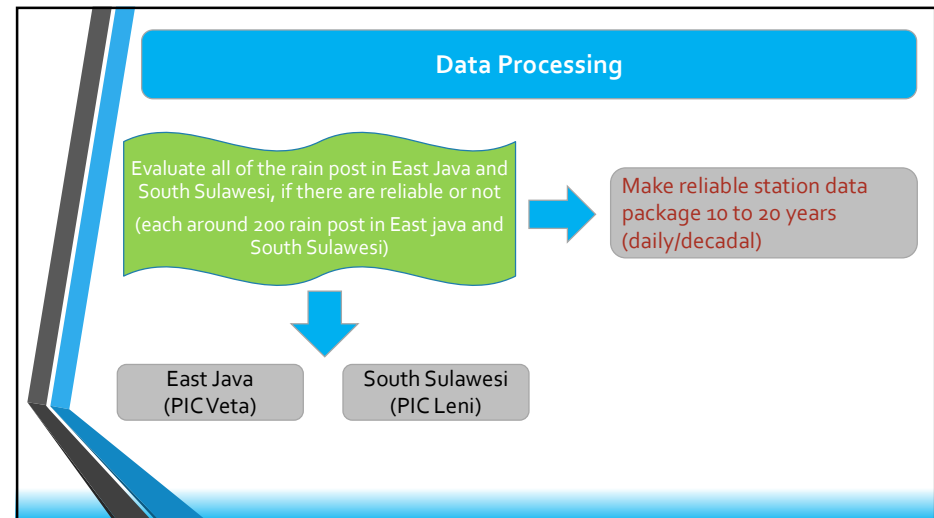 Data Processing
Evaluate all of the rain post in East Java and
South Sulawesi, if there are reliable or not
(each around 200 rain post in East java and
South Sulawesi)
Make reliable station data
package 10 to 20 years
(daily/decadal)
East Java
(PIC Veta)
South Sulawesi
(PIC Leni)